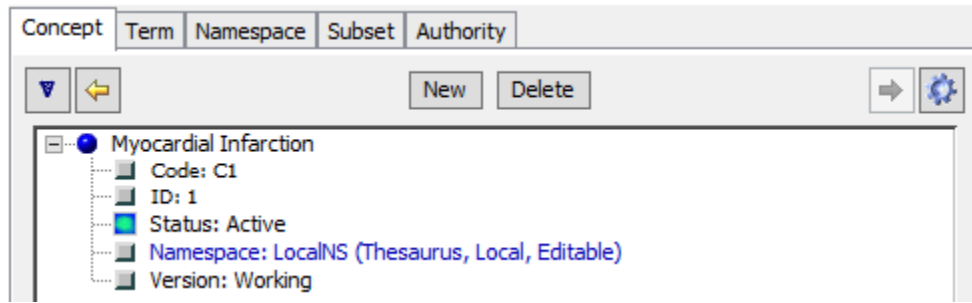 Concept Term Namespace Subset Authority
New Delete
Myocardial Infarction
Code: C1
ID: 1
Status: Active
Namespace: LocalNS (Thesaurus, Local, Editable)
Version: Working